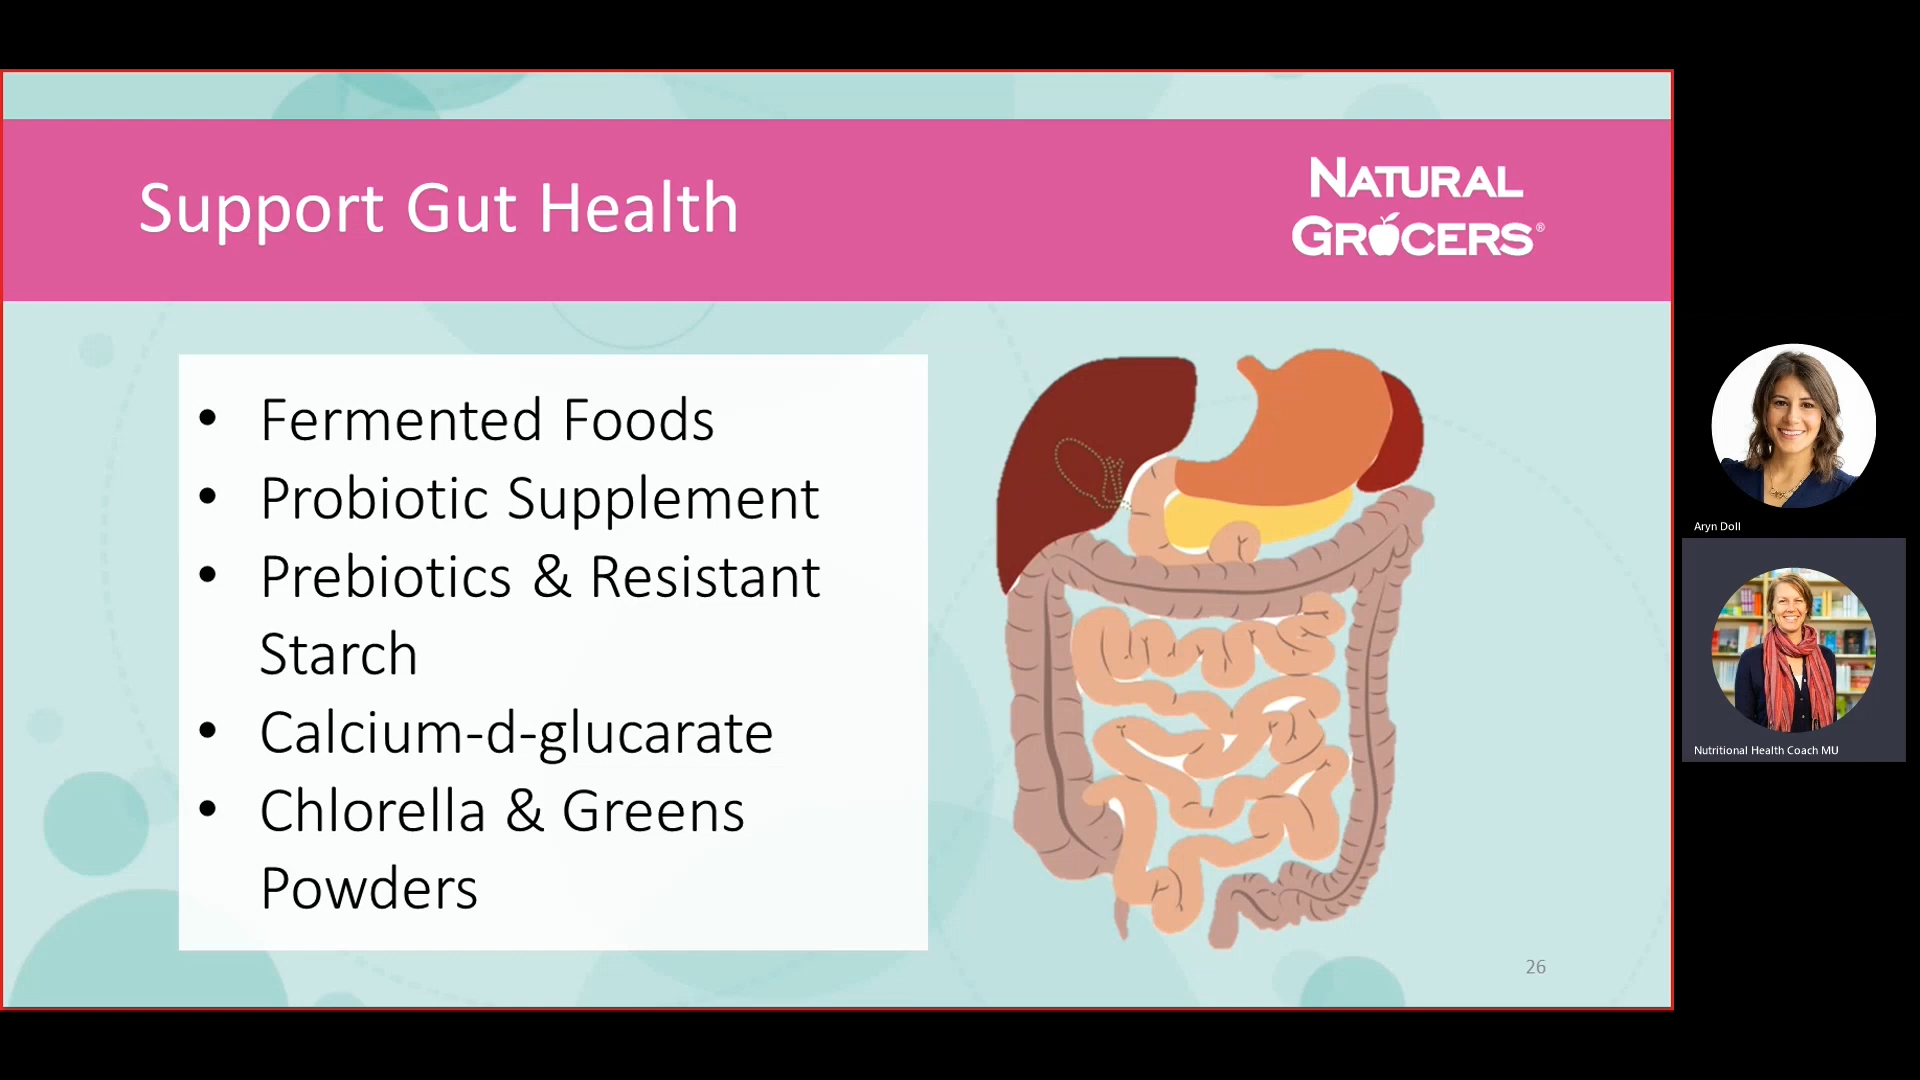 Support Gut Health
NATURAL
GROCERS®
• Fermented Foods
• Probiotic Supplement
• Prebiotics & Resistant
Starch
• Calcium-d-glucarate
• Chlorella & Greens
Powders
26
Aryn Doll
Nutritional Health Coach MU